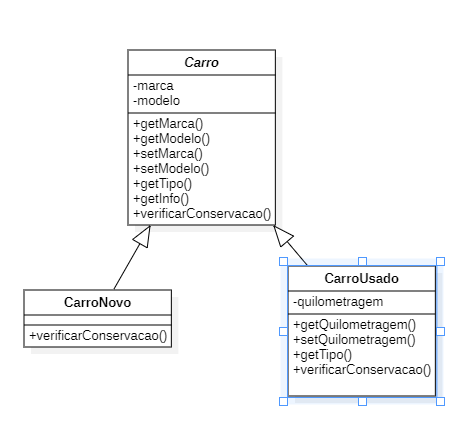 Carro
-marca
-modelo
+getMarca()
+getModelo()
+setMarca()
+setModelo()
+getTipo()
+getInfo()
+verificarConservacao()
CarroNovo
+verificarConservacao()
CarroUsado
-quilometragem
+getQuilometragem()
+setQuilometragem()
+getTipo()
+verificarConservacao()